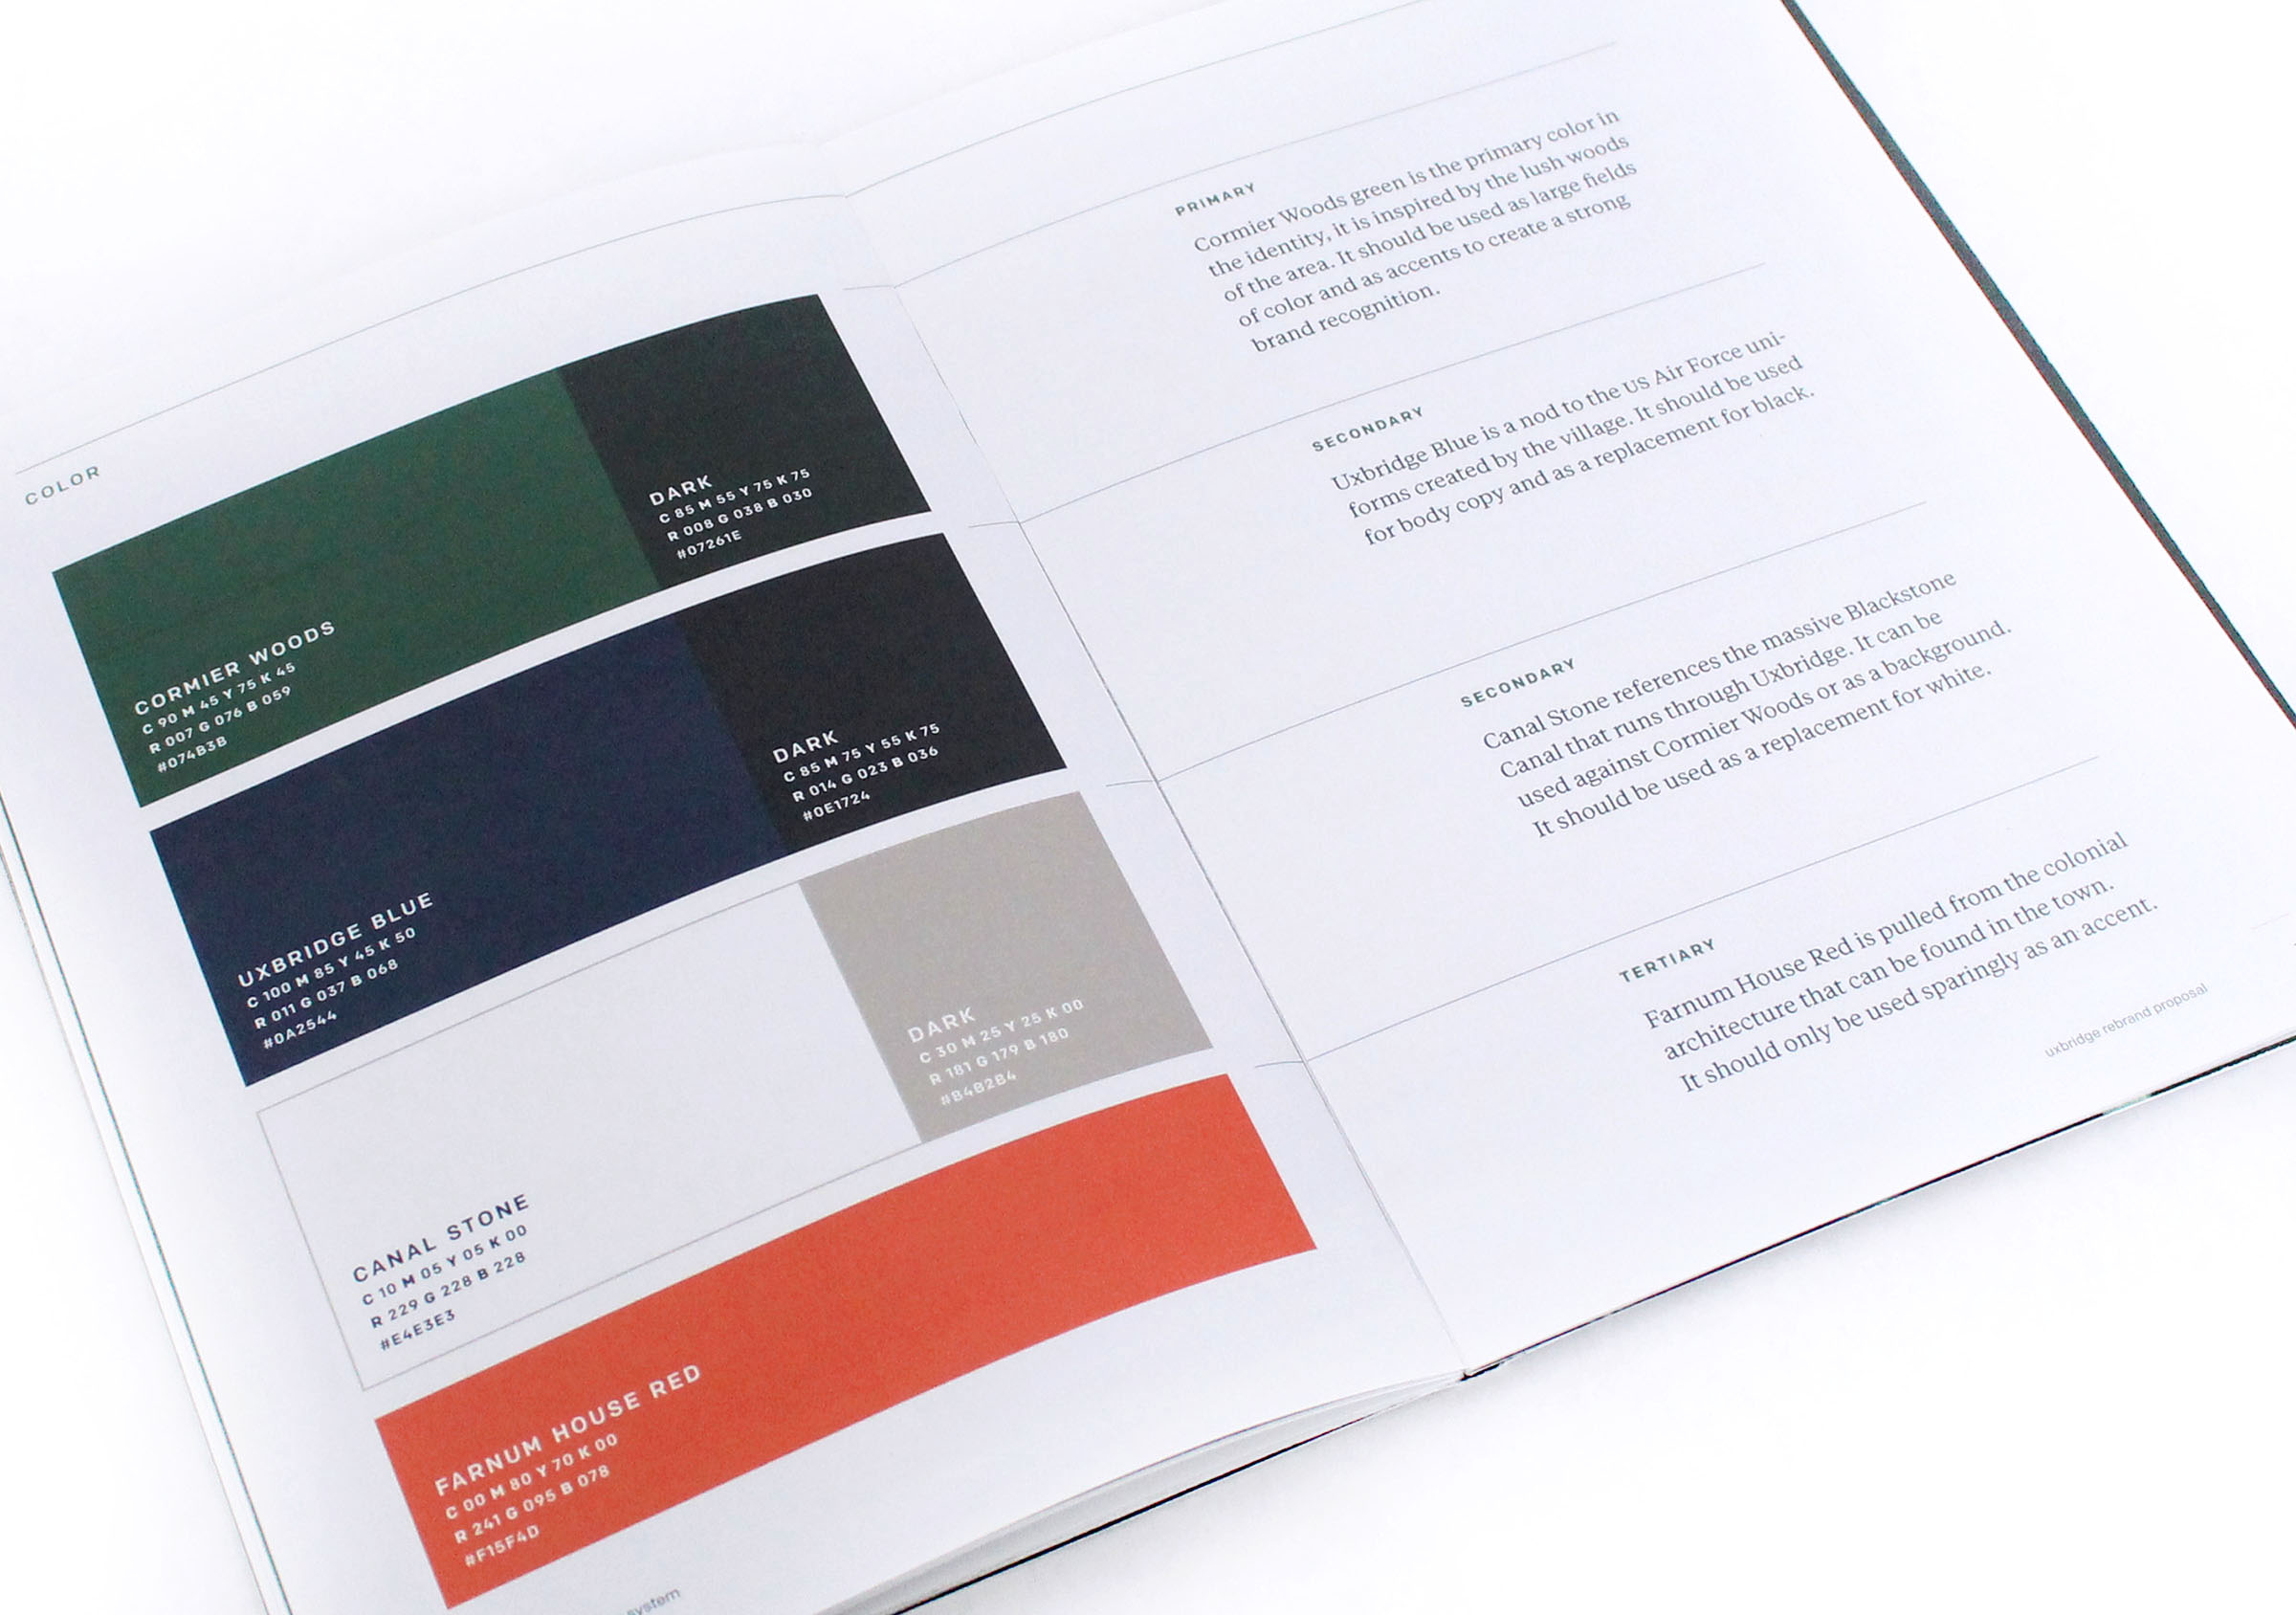 COLOR
CORMIER WOODS
C 90 M 45 Y 75 K 45
R 007 G 076 B 059
#074B3B
DARK
C 85 M 55 Y 75 K 75
R 008 G 038 B 030
#07261E
UXBRIDGE BLUE
C 100 M 85 Y 45 K 50
R 011 G 037 B 068
#0A2544
DARK
C 85 M 75 Y 55 K 75
R 014 G 023 B 036
#0E1724
CANAL STONE
C 10 M 05 Y 05 K 00
R 229 G 228 B 228
#E4E3E3
DARK
C 30 M 25 Y 25 K 00
R 181 G 179 B 180
#B4B2B4
FARNUM HOUSE RED
C 00 M 80 Y 70 K 00
R 241 G 095 B 078
#F15F4D
system
PRIMARY
Cormier Woods green is the primary color in
the identity, it is inspired by the lush woods
of the area. It should be used as large fields
of color and as accents to create a strong
brand recognition.
SECONDARY
Uxbridge Blue is a nod to the US Air Force uni-
forms created by the village. It should be used
for body copy and as a replacement for black.
SECONDARY
Canal Stone references the massive Blackstone
Canal that runs through Uxbridge. It can be
used against Cormier Woods or as a background.
It should be used as a replacement for white.
TERTIARY
Farnum House Red is pulled from the colonial
architecture that can be found in the town.
It should only be used sparingly as an accent.
uxbridge rebrand proposal